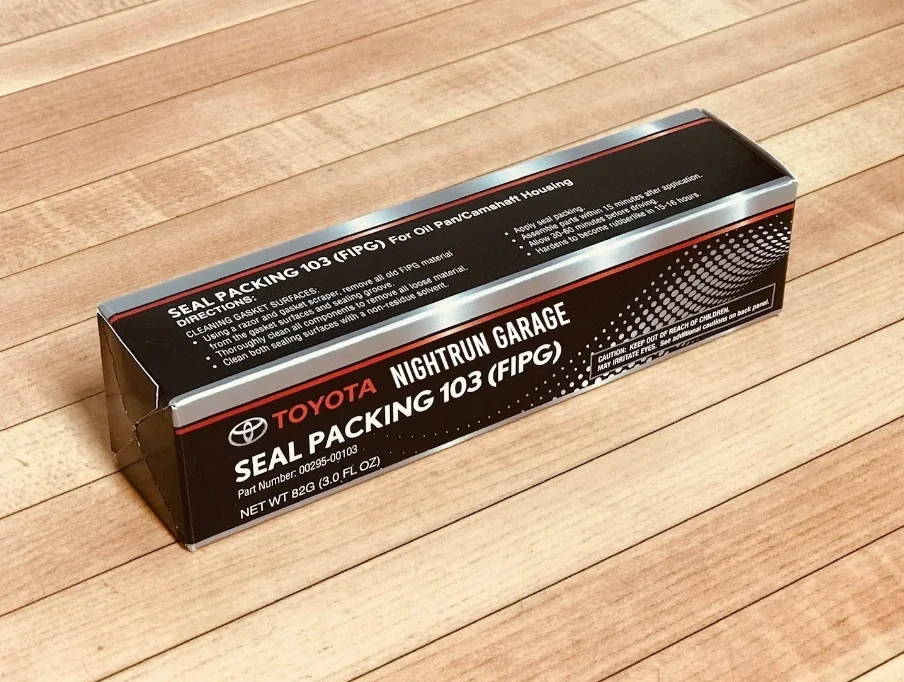 SEAL PACKING 103 (FIPG) For Oil Pan/Camshaft Housing
DIRECTIONS:
CLEANING GASKET SURFACES:
• Using a razor and gasket scraper, remove all old FIPG material
from the gasket surfaces and sealing groove.
• Thoroughly clean all components to remove all loose material.
• Clean both sealing surfaces with a non-residue solvent.
• Apply seal packing.
• Assemble parts within 15 minutes after application.
• Allow 30-60 minutes before driving.
• Hardens to become rubberlike in 15-16 hours.
TOYOTA NIGHTRUN GARAGE
SEAL PACKING 103 (FIPG)
Part Number: 00295-00103
NET WT 82G (3.0 FL OZ)
CAUTION: KEEP OUT OF REACH OF CHILDREN.
MAY IRRITATE EYES. See additional cautions on back panel.